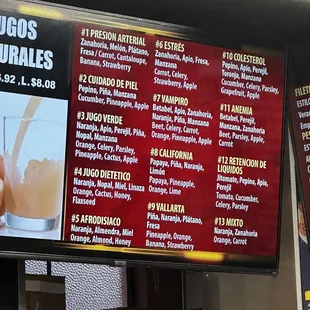 JUGOS
URALES
5.92 , L. $8.08
#1 PRESION ARTERIAL
Zanahoria, Melón, Plátano,
Fresa / Carrot, Cantaloupe,
Banana, Strawberry
#2 CUIDADO DE PIEL
Pepino, Piña, Manzana
Cucumber, Pineapple, Apple
#3 JUGO VERDE
Naranja, Apio, Perejil, Piña,
Nopal, Manzana
Orange, Celery, Parsley,
Pineapple, Cactus, Apple
#4 JUGO DIETETICO
Naranja, Nopal, Miel, Linaza
Orange, Cactus, Honey,
Flaxseed
#5 AFRODISIACO
Naranja, Almendra, Miel
Orange, Almond, Honey
#6 ESTRÉS
Zanahoria, Apio, Fresa,
Manzana
Carrot, Celery,
Strawberry, Apple
#7 VAMPIRO
Betabel, Apio, Zanahoria,
Naranja, Piña, Manzana
Beet, Celery, Carrot,
Orange, Pineapple, Apple
#8 CALIFORNIA
Papaya, Piña, Naranja,
Limón
Papaya, Pineapple,
Orange, Lime
#9 VALLARTA
Piña, Naranja, Plátano,
Fresa
Pineapple, Orange,
Banana, Strawberry
#10 COLESTEROL
Pepino, Apio, Perejil,
Toronja, Manzana
Cucumber, Celery, Parsley,
Grapefruit, Apple
#11 ANEMIA
Betabel, Perejil,
Manzana, Zanahoria
Beet, Parsley, Apple,
Carrot
#12 RETENCION DE
LIQUIDOS
Jitomate, Pepino, Apio,
Perejil
Tomato, Cucumber,
Celery, Parsley
#13 MIXTO
Naranja, Zanahoria
Orange, Carrot